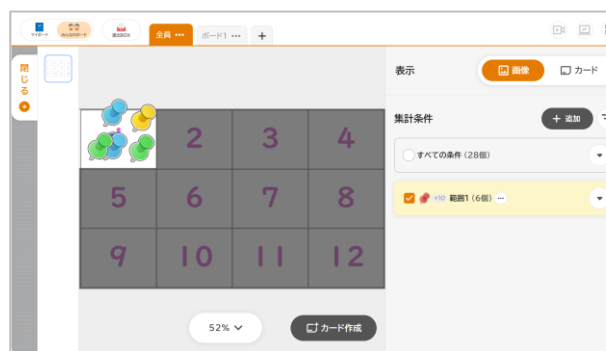 マイボード
みんなのボード
提出BOX
全員 •••
ボード1 •••
+
閉じる
表示
画像
カード
集計条件
+ 追加
すべての条件 (28個)
+10 範囲1 (6個) •••
2 3 4
5 6 7 8
9 10 11 12
52%
カード作成